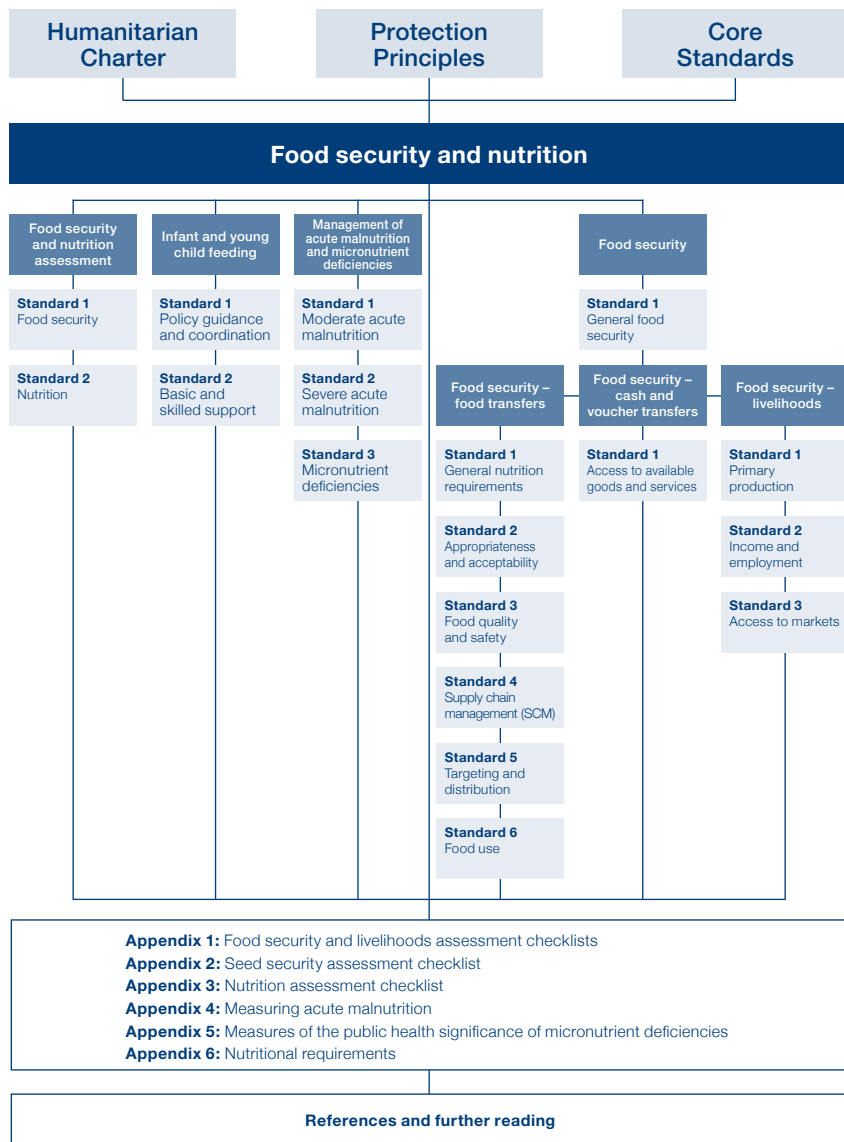 Humanitarian
Charter
Protection
Principles
Core
Standards
Food security and nutrition
Food security
and nutrition
assessment
Standard 1
Food security
Standard 2
Nutrition
Infant and young
child feeding
Standard 1
Policy guidance
and coordination
Standard 2
Basic and
skilled support
Management of
acute malnutrition
and micronutrient
deficiencies
Standard 1
Moderate acute
malnutrition
Standard 2
Severe acute
malnutrition
Standard 3
Micronutrient
deficiencies
Food security
Standard 1
General food
security
Food security –
food transfers
Standard 1
General nutrition
requirements
Standard 2
Appropriateness
and acceptability
Standard 3
Food quality
and safety
Standard 4
Supply chain
management (SCM)
Standard 5
Targeting and
distribution
Standard 6
Food use
Food security –
cash and
voucher transfers
Standard 1
Access to available
goods and services
Food security –
livelihoods
Standard 1
Primary
production
Standard 2
Income and
employment
Standard 3
Access to markets
Appendix 1: Food security and livelihoods assessment checklists
Appendix 2: Seed security assessment checklist
Appendix 3: Nutrition assessment checklist
Appendix 4: Measuring acute malnutrition
Appendix 5: Measures of the public health significance of micronutrient deficiencies
Appendix 6: Nutritional requirements
References and further reading